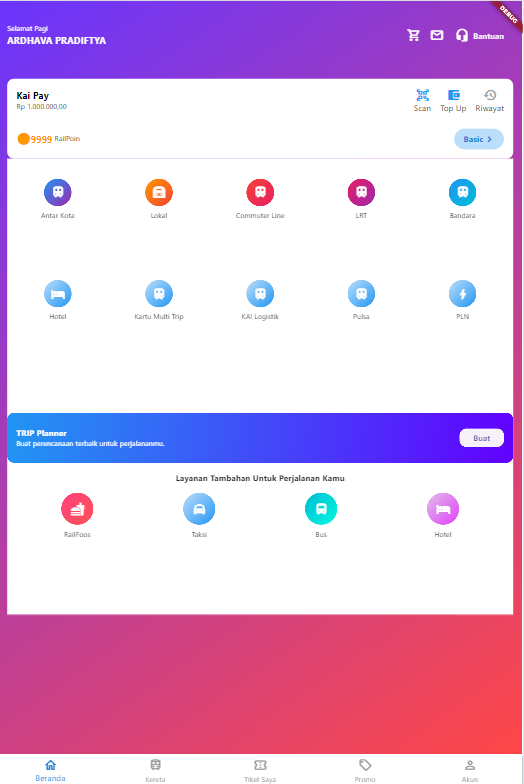 DEBUG
Selamat Pagi
ARDHAVA PRADIFTYA
Bantuan
Kai Pay
Rp 1.000.000,00
Scan Top Up Riwayat
9999 RailPoin
Basic
Antar Kota Lokal Commuter Line LRT Bandara
Hotel Kartu Multi Trip KAI Logistik Pulsa PLN
TRIP Planner
Buat perencanaan terbaik untuk perjalananmu.
Buat
Layanan Tambahan Untuk Perjalanan Kamu
RailFoos Taksi Bus Hotel
Beranda Kereta Tiket Saya Promo Akun